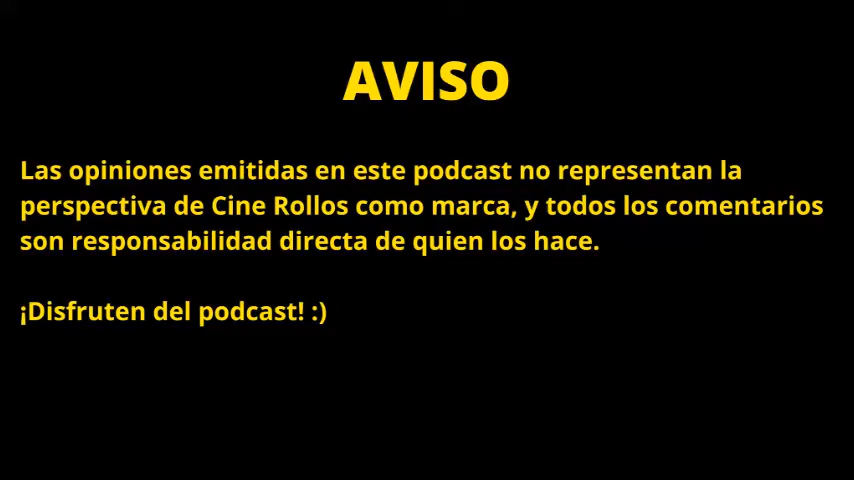 AVISO
Las opiniones emitidas en este podcast no representan la
perspectiva de Cine Rollos como marca, y todos los comentarios
son responsabilidad directa de quien los hace.
¡Disfruten del podcast! :)